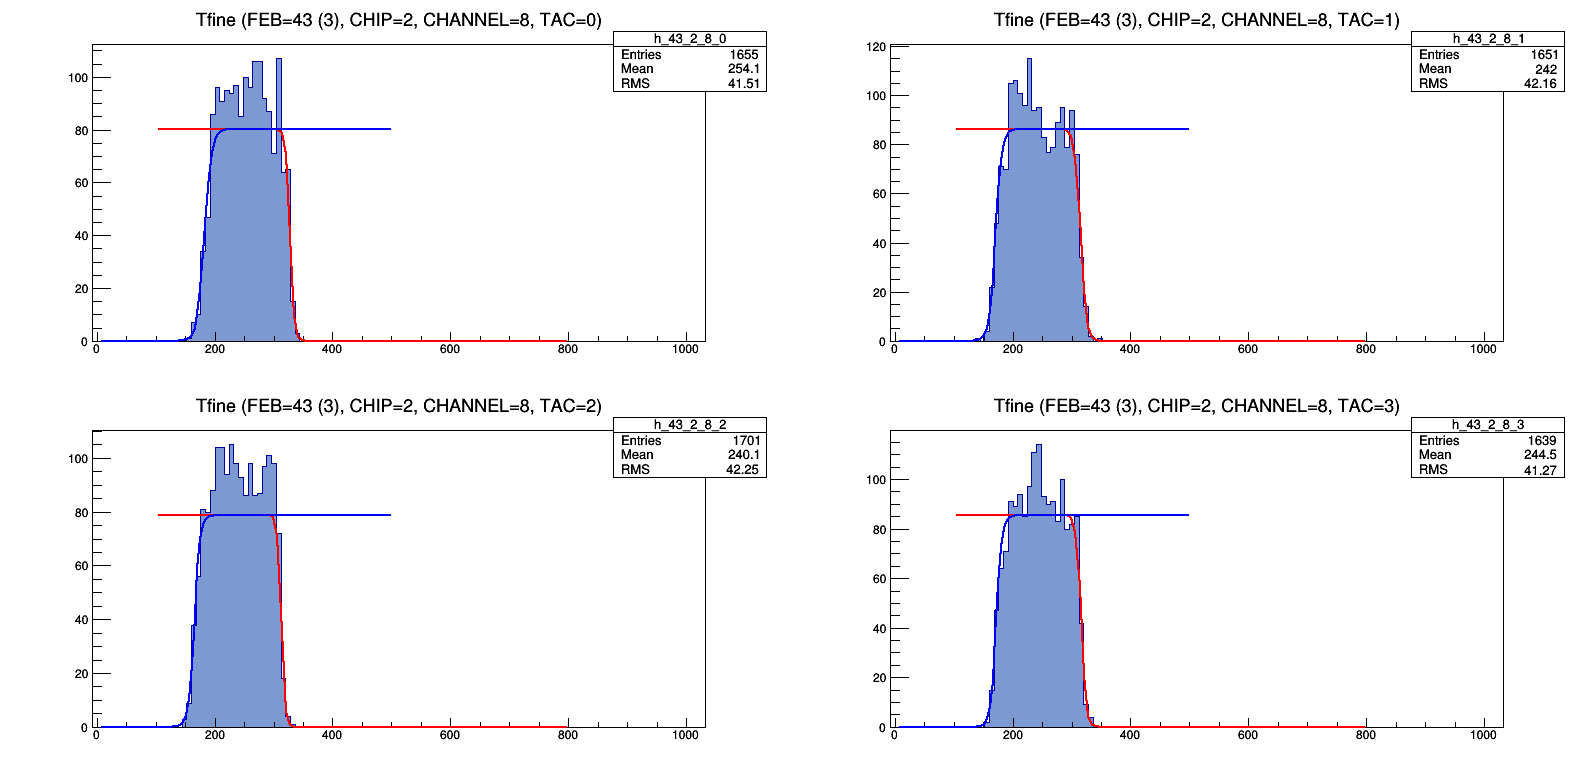 Tfine (FEB=43 (3), CHIP=2, CHANNEL=8, TAC=0)
h_43_2_8_0
Entries 1655
Mean 254.1
RMS 41.51
100
80
60
40
20
0
0 200 400 600 800 1000
Tfine (FEB=43 (3), CHIP=2, CHANNEL=8, TAC=1)
h_43_2_8_1
Entries 1651
Mean 242
RMS 42.16
120
100
80
60
40
20
0
0 200 400 600 800 1000
Tfine (FEB=43 (3), CHIP=2, CHANNEL=8, TAC=2)
h_43_2_8_2
Entries 1701
Mean 240.1
RMS 42.25
100
80
60
40
20
0
0 200 400 600 800 1000
Tfine (FEB=43 (3), CHIP=2, CHANNEL=8, TAC=3)
h_43_2_8_3
Entries 1639
Mean 244.5
RMS 41.27
100
80
60
40
20
0
0 200 400 600 800 1000